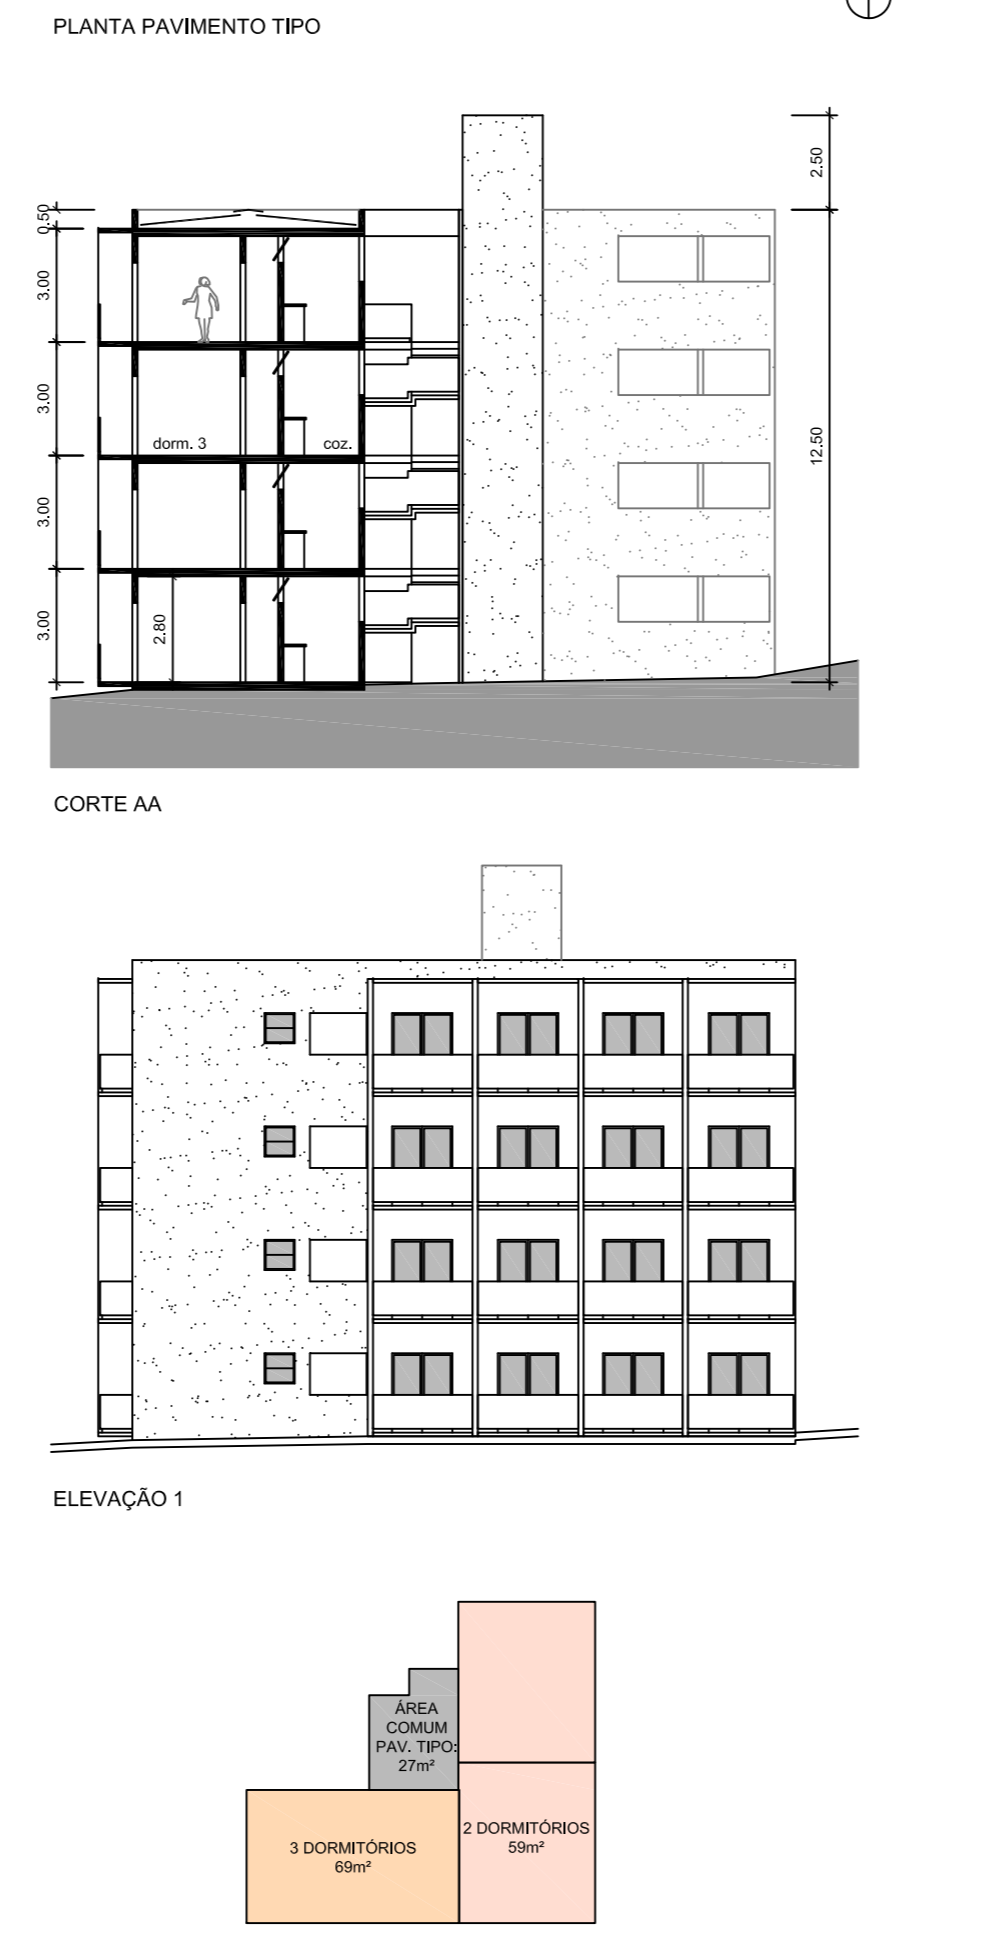 PLANTA PAVIMENTO TIPO
2.50
0.50
3.00
3.00
12.50
dorm. 3 coz.
3.00
3.00
2.80
CORTE AA
ELEVAÇÃO 1
ÁREA
COMUM
PAV. TIPO:
27m²
2 DORMITÓRIOS
59m²
3 DORMITÓRIOS
69m²